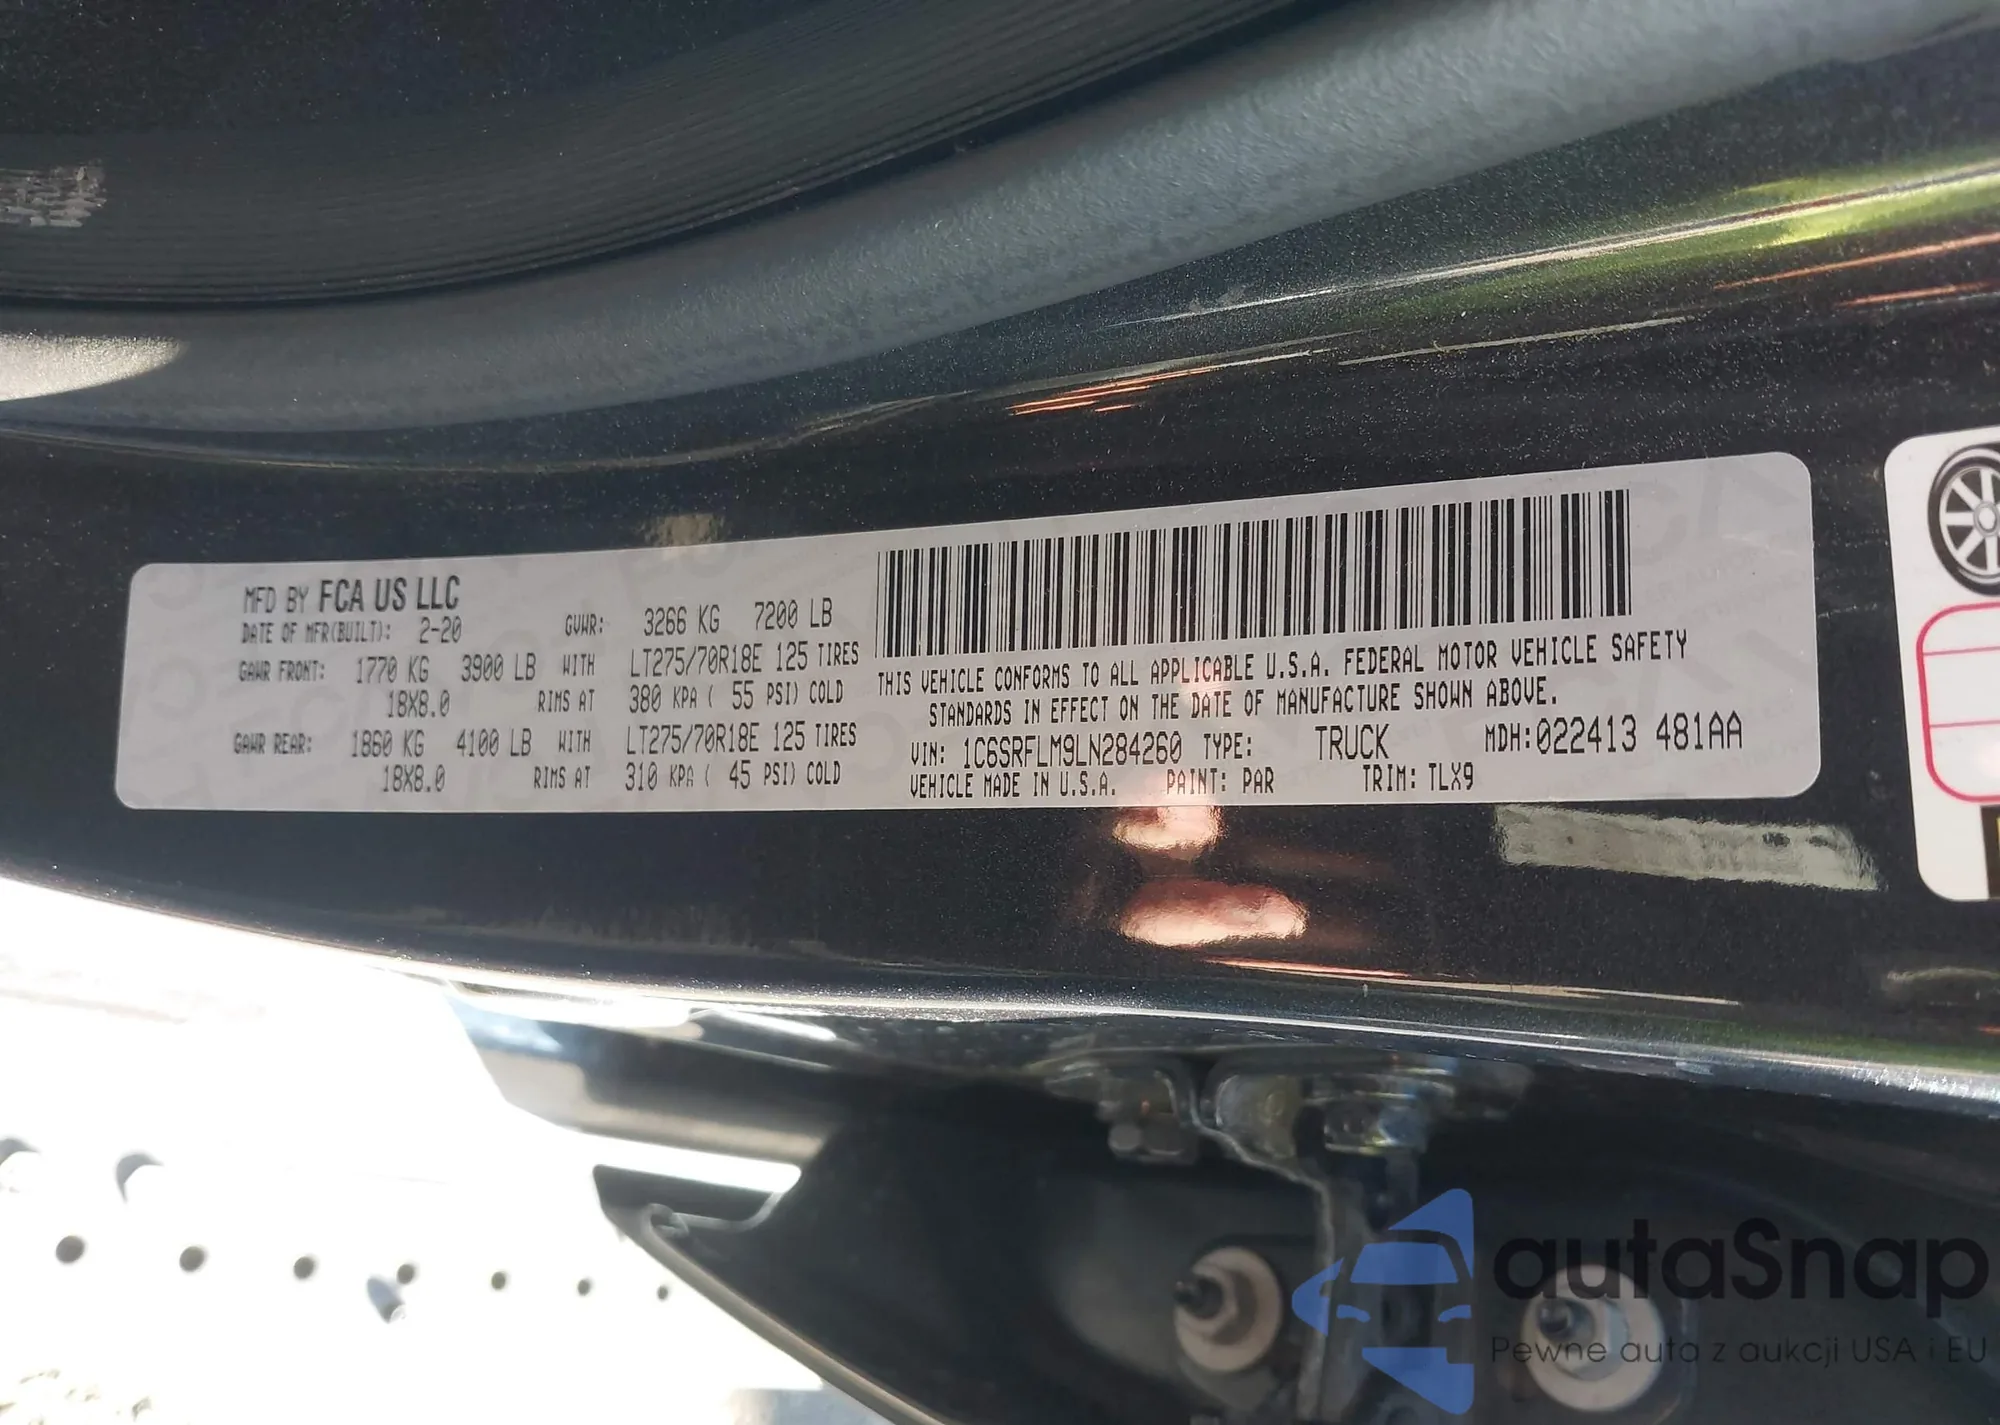 MFD BY FCA US LLC
DATE OF MFR(BUILT): 2-20 GVWR: 3266 KG 7200 LB
GAWR FRONT: 1770 KG 3900 LB WITH LT275/70R18E 125 TIRES
18X8.0 RIMS AT 380 KPA ( 55 PSI) COLD
GAWR REAR: 1860 KG 4100 LB WITH LT275/70R18E 125 TIRES
18X8.0 RIMS AT 310 KPA ( 45 PSI) COLD
THIS VEHICLE CONFORMS TO ALL APPLICABLE U.S.A. FEDERAL MOTOR VEHICLE SAFETY
STANDARDS IN EFFECT ON THE DATE OF MANUFACTURE SHOWN ABOVE.
VIN: 1C6SRFLM9LN284260 TYPE: TRUCK MDH:022413 481AA
VEHICLE MADE IN U.S.A. PAINT: PAR TRIM: TLX9
autaSnap
Pewne auta z aukcji USA i EU